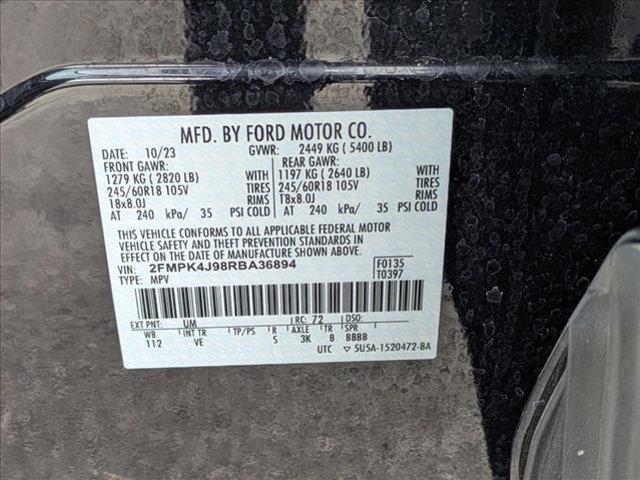 MFD. BY FORD MOTOR CO.
DATE: 10/23 GVWR: 2449 KG ( 5400 LB)
FRONT GAWR: REAR GAWR:
1279 KG ( 2820 LB) WITH 1197 KG ( 2640 LB) WITH
245/60R18 105V TIRES 245/60R18 105V TIRES
18x8.0J RIMS 18x8.0J RIMS
AT 240 kPa/ 35 PSI COLD AT 240 kPa/ 35 PSI COLD
THIS VEHICLE CONFORMS TO ALL APPLICABLE FEDERAL MOTOR
VEHICLE SAFETY AND THEFT PREVENTION STANDARDS IN
EFFECT ON THE DATE OF MANUFACTURE SHOWN ABOVE.
VIN: 2FMPK4J98RBA36894 F0135
TYPE: MPV T0397
EXT PNT: UM RC: 72 DSO:
WB INT TR TP/PS R AXLE TR SPR
112 VE S 3K 8 BBBB
UTC ▽ 5U5A-1520472-BA